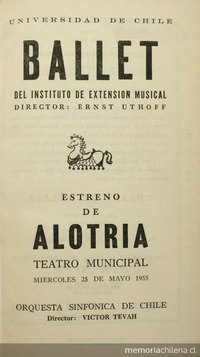 UNIVERSIDAD DE CHILE
BALLET
DEL INSTITUTO DE EXTENSION MUSICAL
DIRECTOR: ERNST UTHOFF
ESTRENO
DE
ALOTRIA
TEATRO MUNICIPAL
MIERCOLES 25 DE MAYO 1955
ORQUESTA SINFONICA DE CHILE
Director: VICTOR TEVAH
memoriachilena.cl